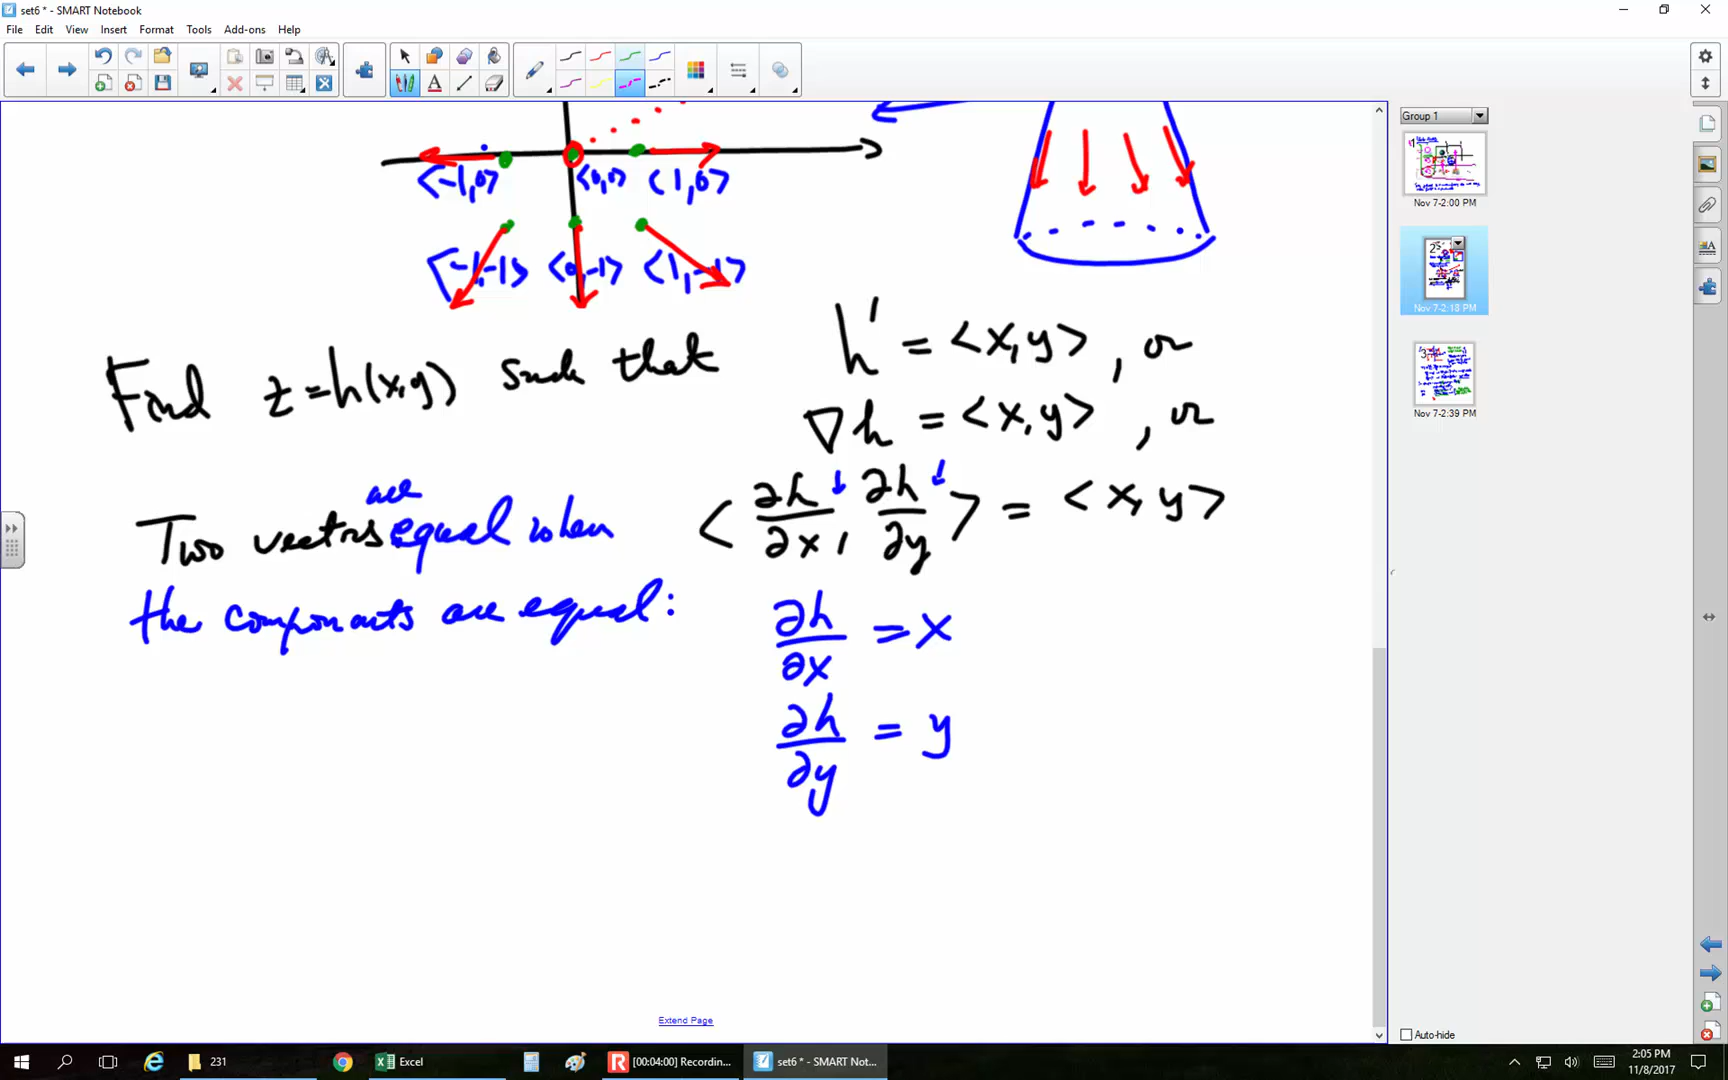 set6 * - SMART Notebook
File Edit View Insert Format Tools Add-ons Help
Group 1
<-1,0> <0,0> <1,0>
<-1,-1> <0,-1> <1,-1>
Find z=h(x,y) such that h' = <x,y>, or
∇h = <x,y>, or
are
Two vectors equal when <∂h/∂x, ∂h/∂y> = <x,y>
the components are equal: ∂h/∂x = x
∂h/∂y = y
Extend Page
Nov 7-2:00 PM
Nov 7-2:18 PM
Nov 7-2:39 PM
Auto-hide
231 Excel [00:04:00] Recordin... set6 * - SMART Not... 2:05 PM
11/8/2017